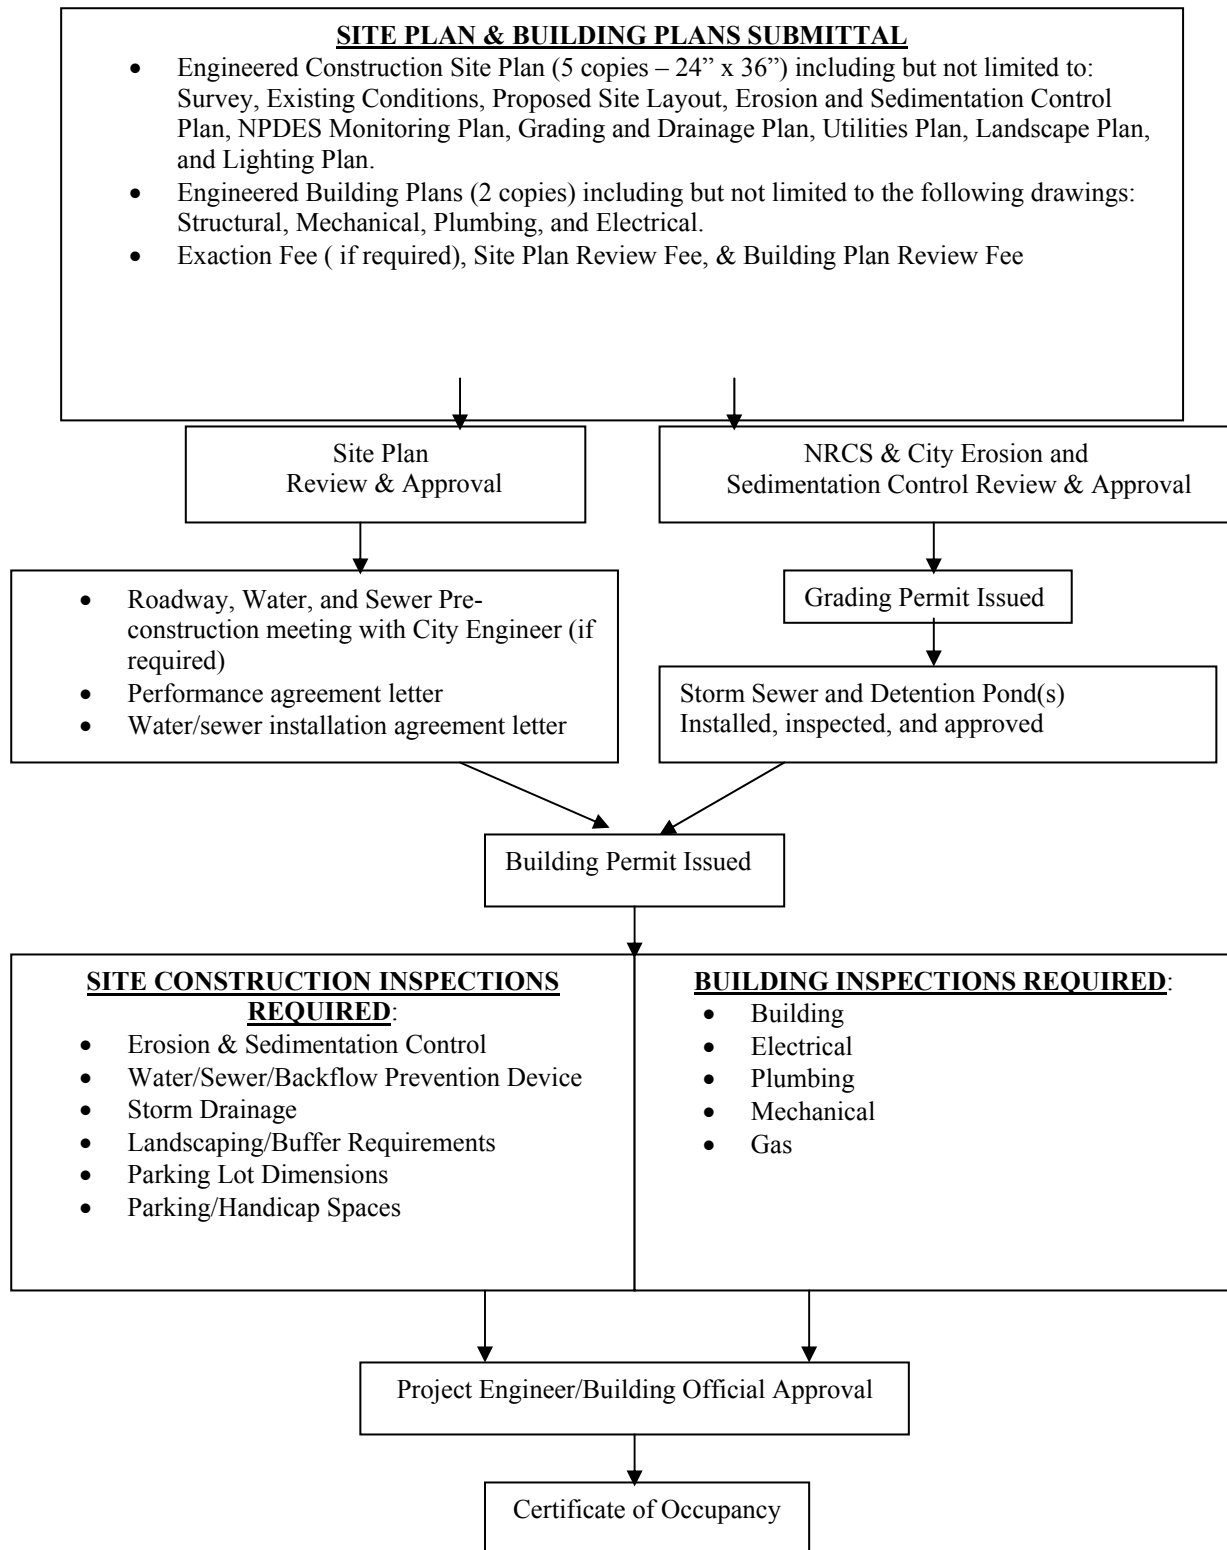 SITE PLAN & BUILDING PLANS SUBMITTAL
• Engineered Construction Site Plan (5 copies – 24” x 36”) including but not limited to:
Survey, Existing Conditions, Proposed Site Layout, Erosion and Sedimentation Control
Plan, NPDES Monitoring Plan, Grading and Drainage Plan, Utilities Plan, Landscape Plan,
and Lighting Plan.
• Engineered Building Plans (2 copies) including but not limited to the following drawings:
Structural, Mechanical, Plumbing, and Electrical.
• Exaction Fee ( if required), Site Plan Review Fee, & Building Plan Review Fee
Site Plan
Review & Approval
NRCS & City Erosion and
Sedimentation Control Review & Approval
• Roadway, Water, and Sewer Pre-
construction meeting with City Engineer (if
required)
• Performance agreement letter
• Water/sewer installation agreement letter
Grading Permit Issued
Storm Sewer and Detention Pond(s)
Installed, inspected, and approved
Building Permit Issued
SITE CONSTRUCTION INSPECTIONS
REQUIRED:
• Erosion & Sedimentation Control
• Water/Sewer/Backflow Prevention Device
• Storm Drainage
• Landscaping/Buffer Requirements
• Parking Lot Dimensions
• Parking/Handicap Spaces
BUILDING INSPECTIONS REQUIRED:
• Building
• Electrical
• Plumbing
• Mechanical
• Gas
Project Engineer/Building Official Approval
Certificate of Occupancy